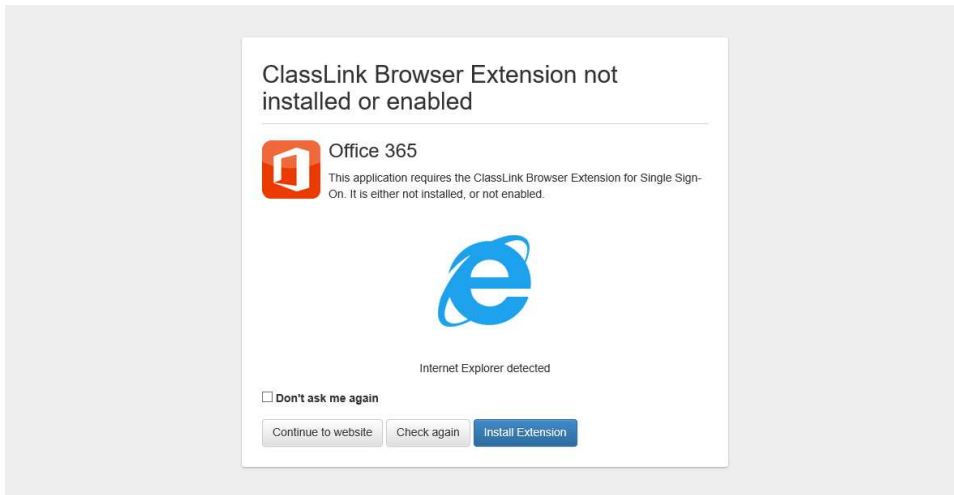 ClassLink Browser Extension not
installed or enabled
Office 365
This application requires the ClassLink Browser Extension for Single Sign-
On. It is either not installed, or not enabled.
Internet Explorer detected
Don't ask me again
Continue to website
Check again
Install Extension